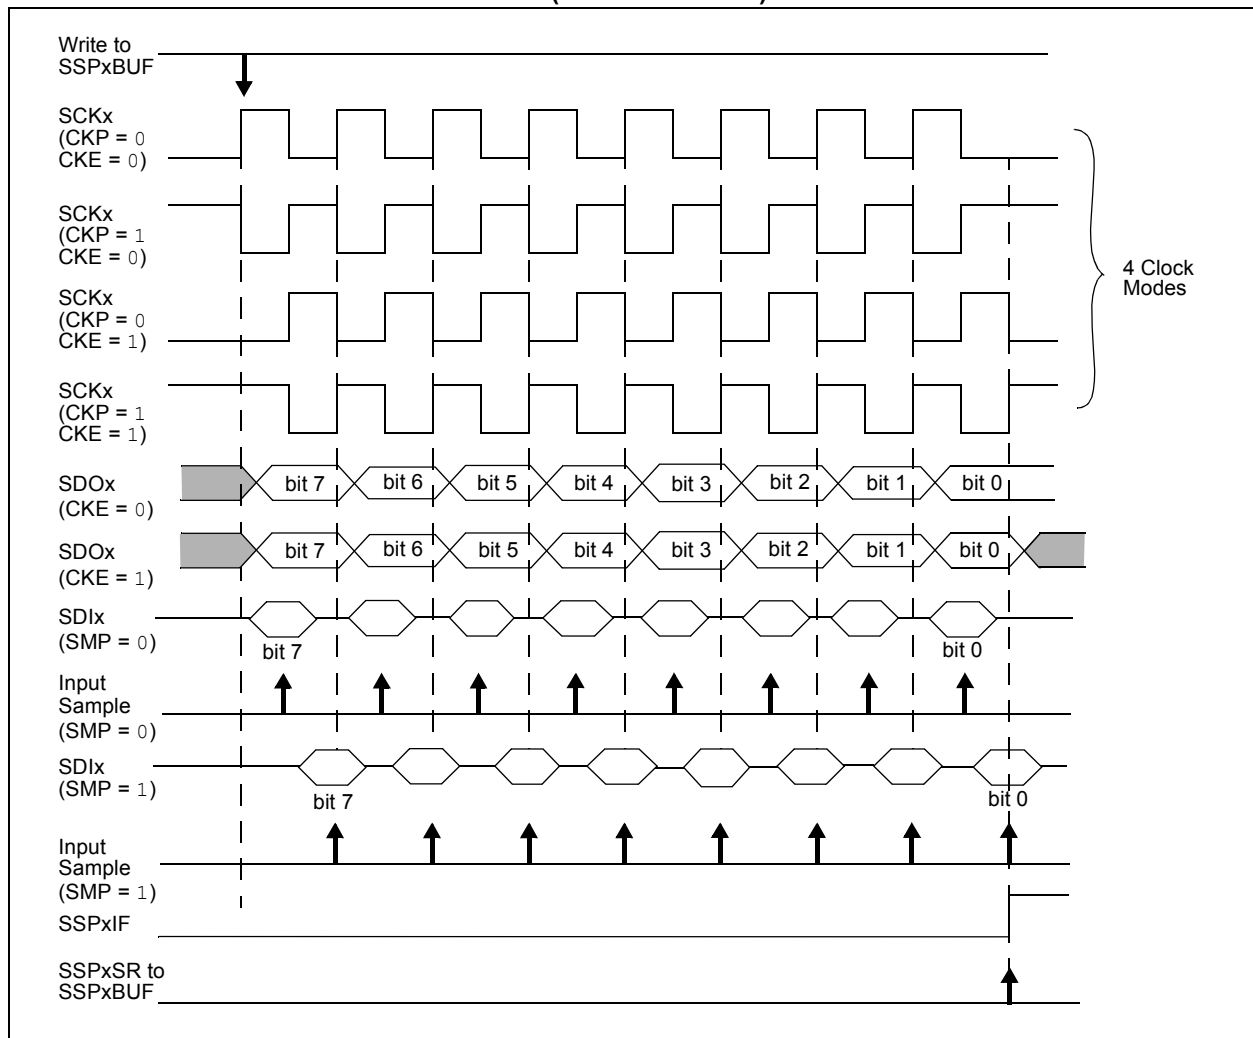 Write to
SSPxBUF
SCKx
(CKP = 0
CKE = 0)
SCKx
(CKP = 1
CKE = 0)
SCKx
(CKP = 0
CKE = 1)
SCKx
(CKP = 1
CKE = 1)
4 Clock
Modes
SDOx
(CKE = 0)
bit 7 bit 6 bit 5 bit 4 bit 3 bit 2 bit 1 bit 0
SDOx
(CKE = 1)
bit 7 bit 6 bit 5 bit 4 bit 3 bit 2 bit 1 bit 0
SDIx
(SMP = 0)
bit 7 bit 0
Input
Sample
(SMP = 0)
SDIx
(SMP = 1)
bit 7 bit 0
Input
Sample
(SMP = 1)
SSPxIF
SSPxSR to
SSPxBUF